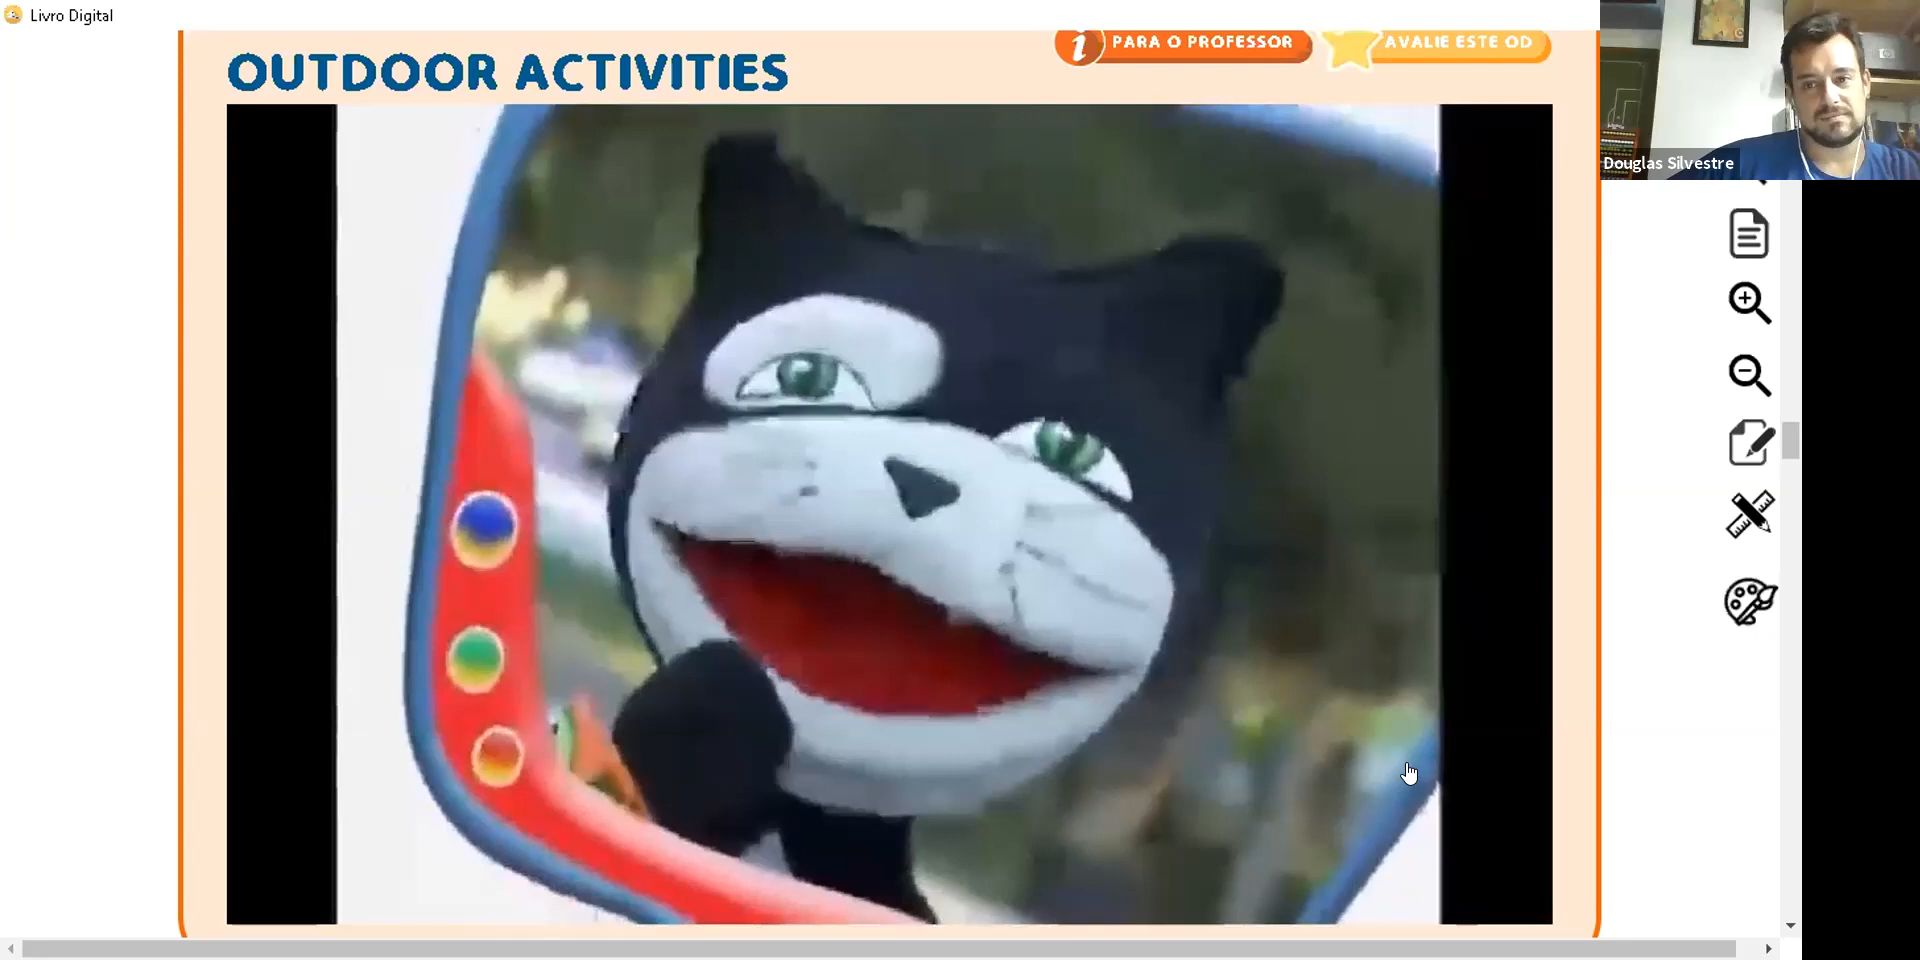 Livro Digital
OUTDOOR ACTIVITIES
i PARA O PROFESSOR
AVALIE ESTE OD
Douglas Silvestre